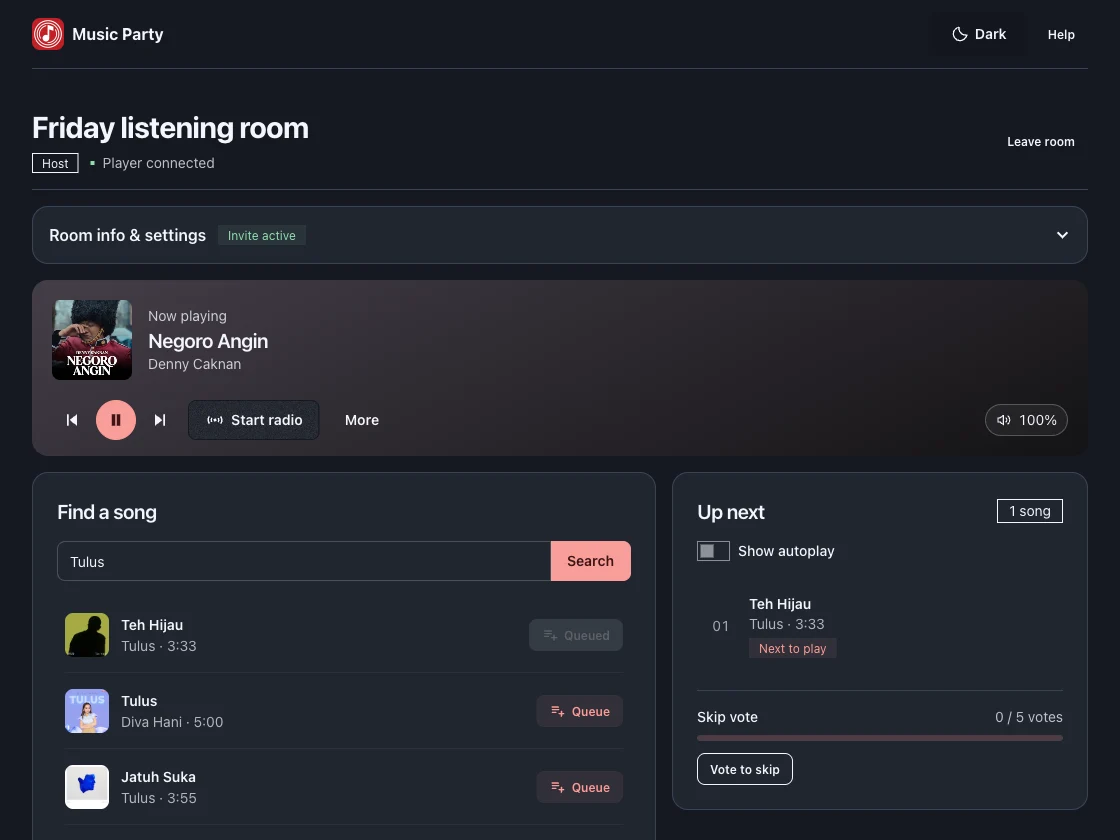 Music Party
Dark
Help
Friday listening room
Host
Player connected
Leave room
Room info & settings
Invite active
Now playing
Negoro Angin
Denny Caknan
DENNY CAKNAN
NEGORO
ANGIN
Start radio
More
100%
Find a song
Tulus
Search
Teh Hijau
Tulus · 3:33
Queued
TULUS
Tulus
Diva Hani · 5:00
Queue
Jatuh Suka
Tulus · 3:55
Queue
Up next
1 song
Show autoplay
01
Teh Hijau
Tulus · 3:33
Next to play
Skip vote
0 / 5 votes
Vote to skip